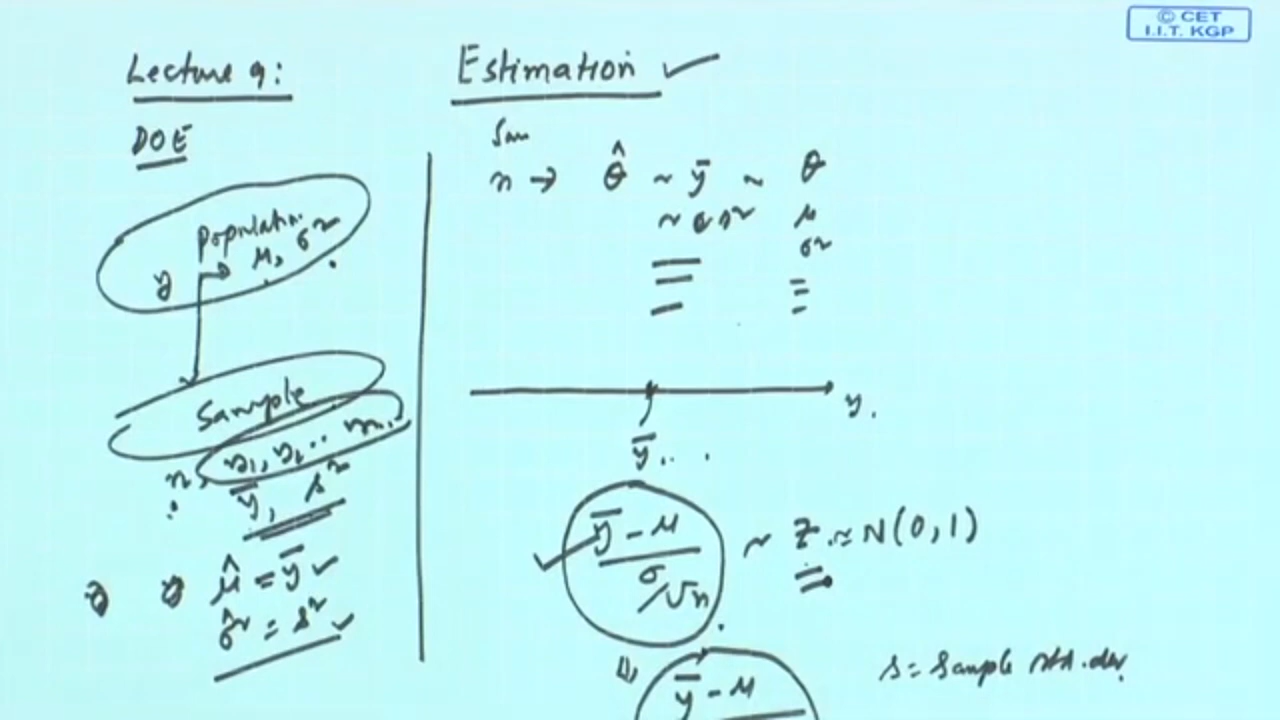 © CET
I.I.T. KGP
Lecture 9:
DOE
Population
y → μ, σ²
Sample
n, y₁, y₂ .. yₙ.
ȳ, s²
μ̂ = ȳ ✓
σ̂² = s² ✓
Estimation ✓
n → θ̂ ~ ȳ ~ θ
~ s² μ
σ²
y.
ȳ..
ȳ - μ
σ/√n
~ Z ≈ N(0,1)
ȳ - μ
s = Sample std. dev.